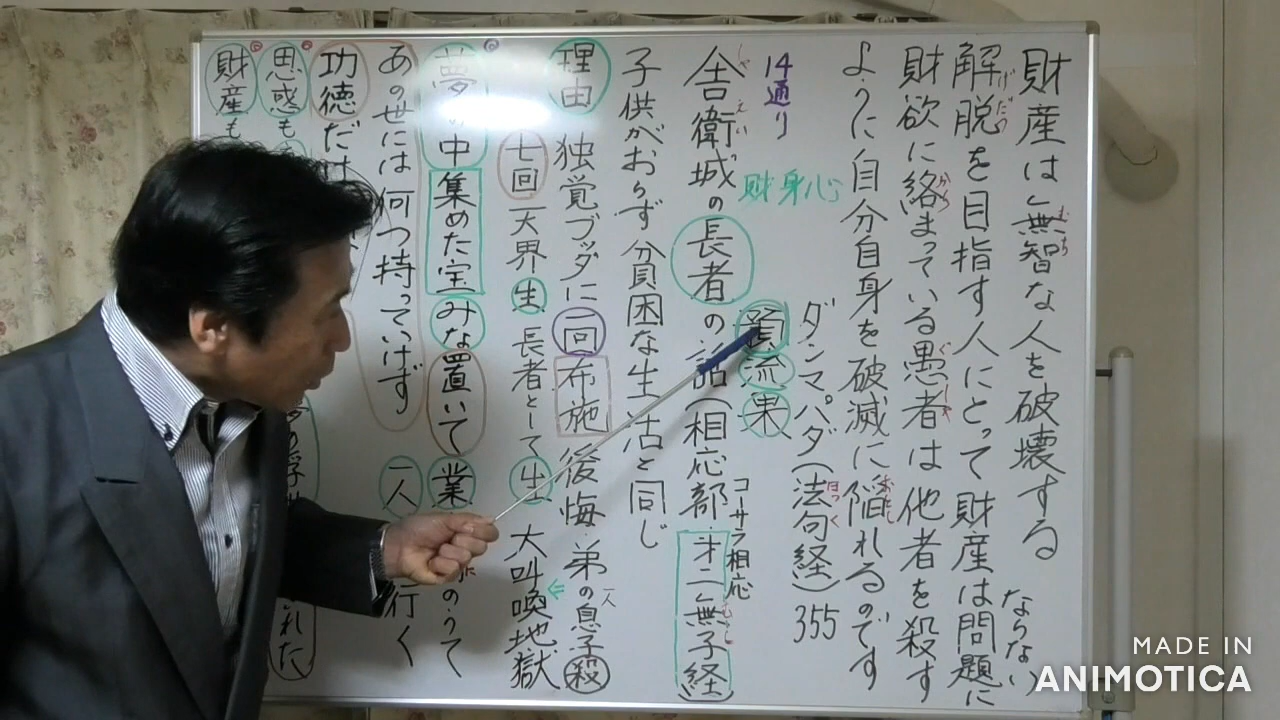 財産は無智な人を破壊する
解脱を目指す人にとって財産は問題に
ならない
財欲に絡まっている愚者は他者を殺す
ように自分自身を破滅に陥れるのです
ダンマパダ(法句経)355
14通り
財身心
預流果
舎衛城の長者の話(相応部
コーサラ相応
第二無子経)
子供がおらず貧困な生活と同じ
理由 独覚ブッダに一回布施 後悔 弟の一人息子殺
七回 天界生 長者として出 大叫喚地獄
夢の中集めた宝みな置いて業
のって
あの世には何つ持っていけず 一人
行く
功徳だけは
思惑も
財産も
れた
MADE IN
ANIMOTICA